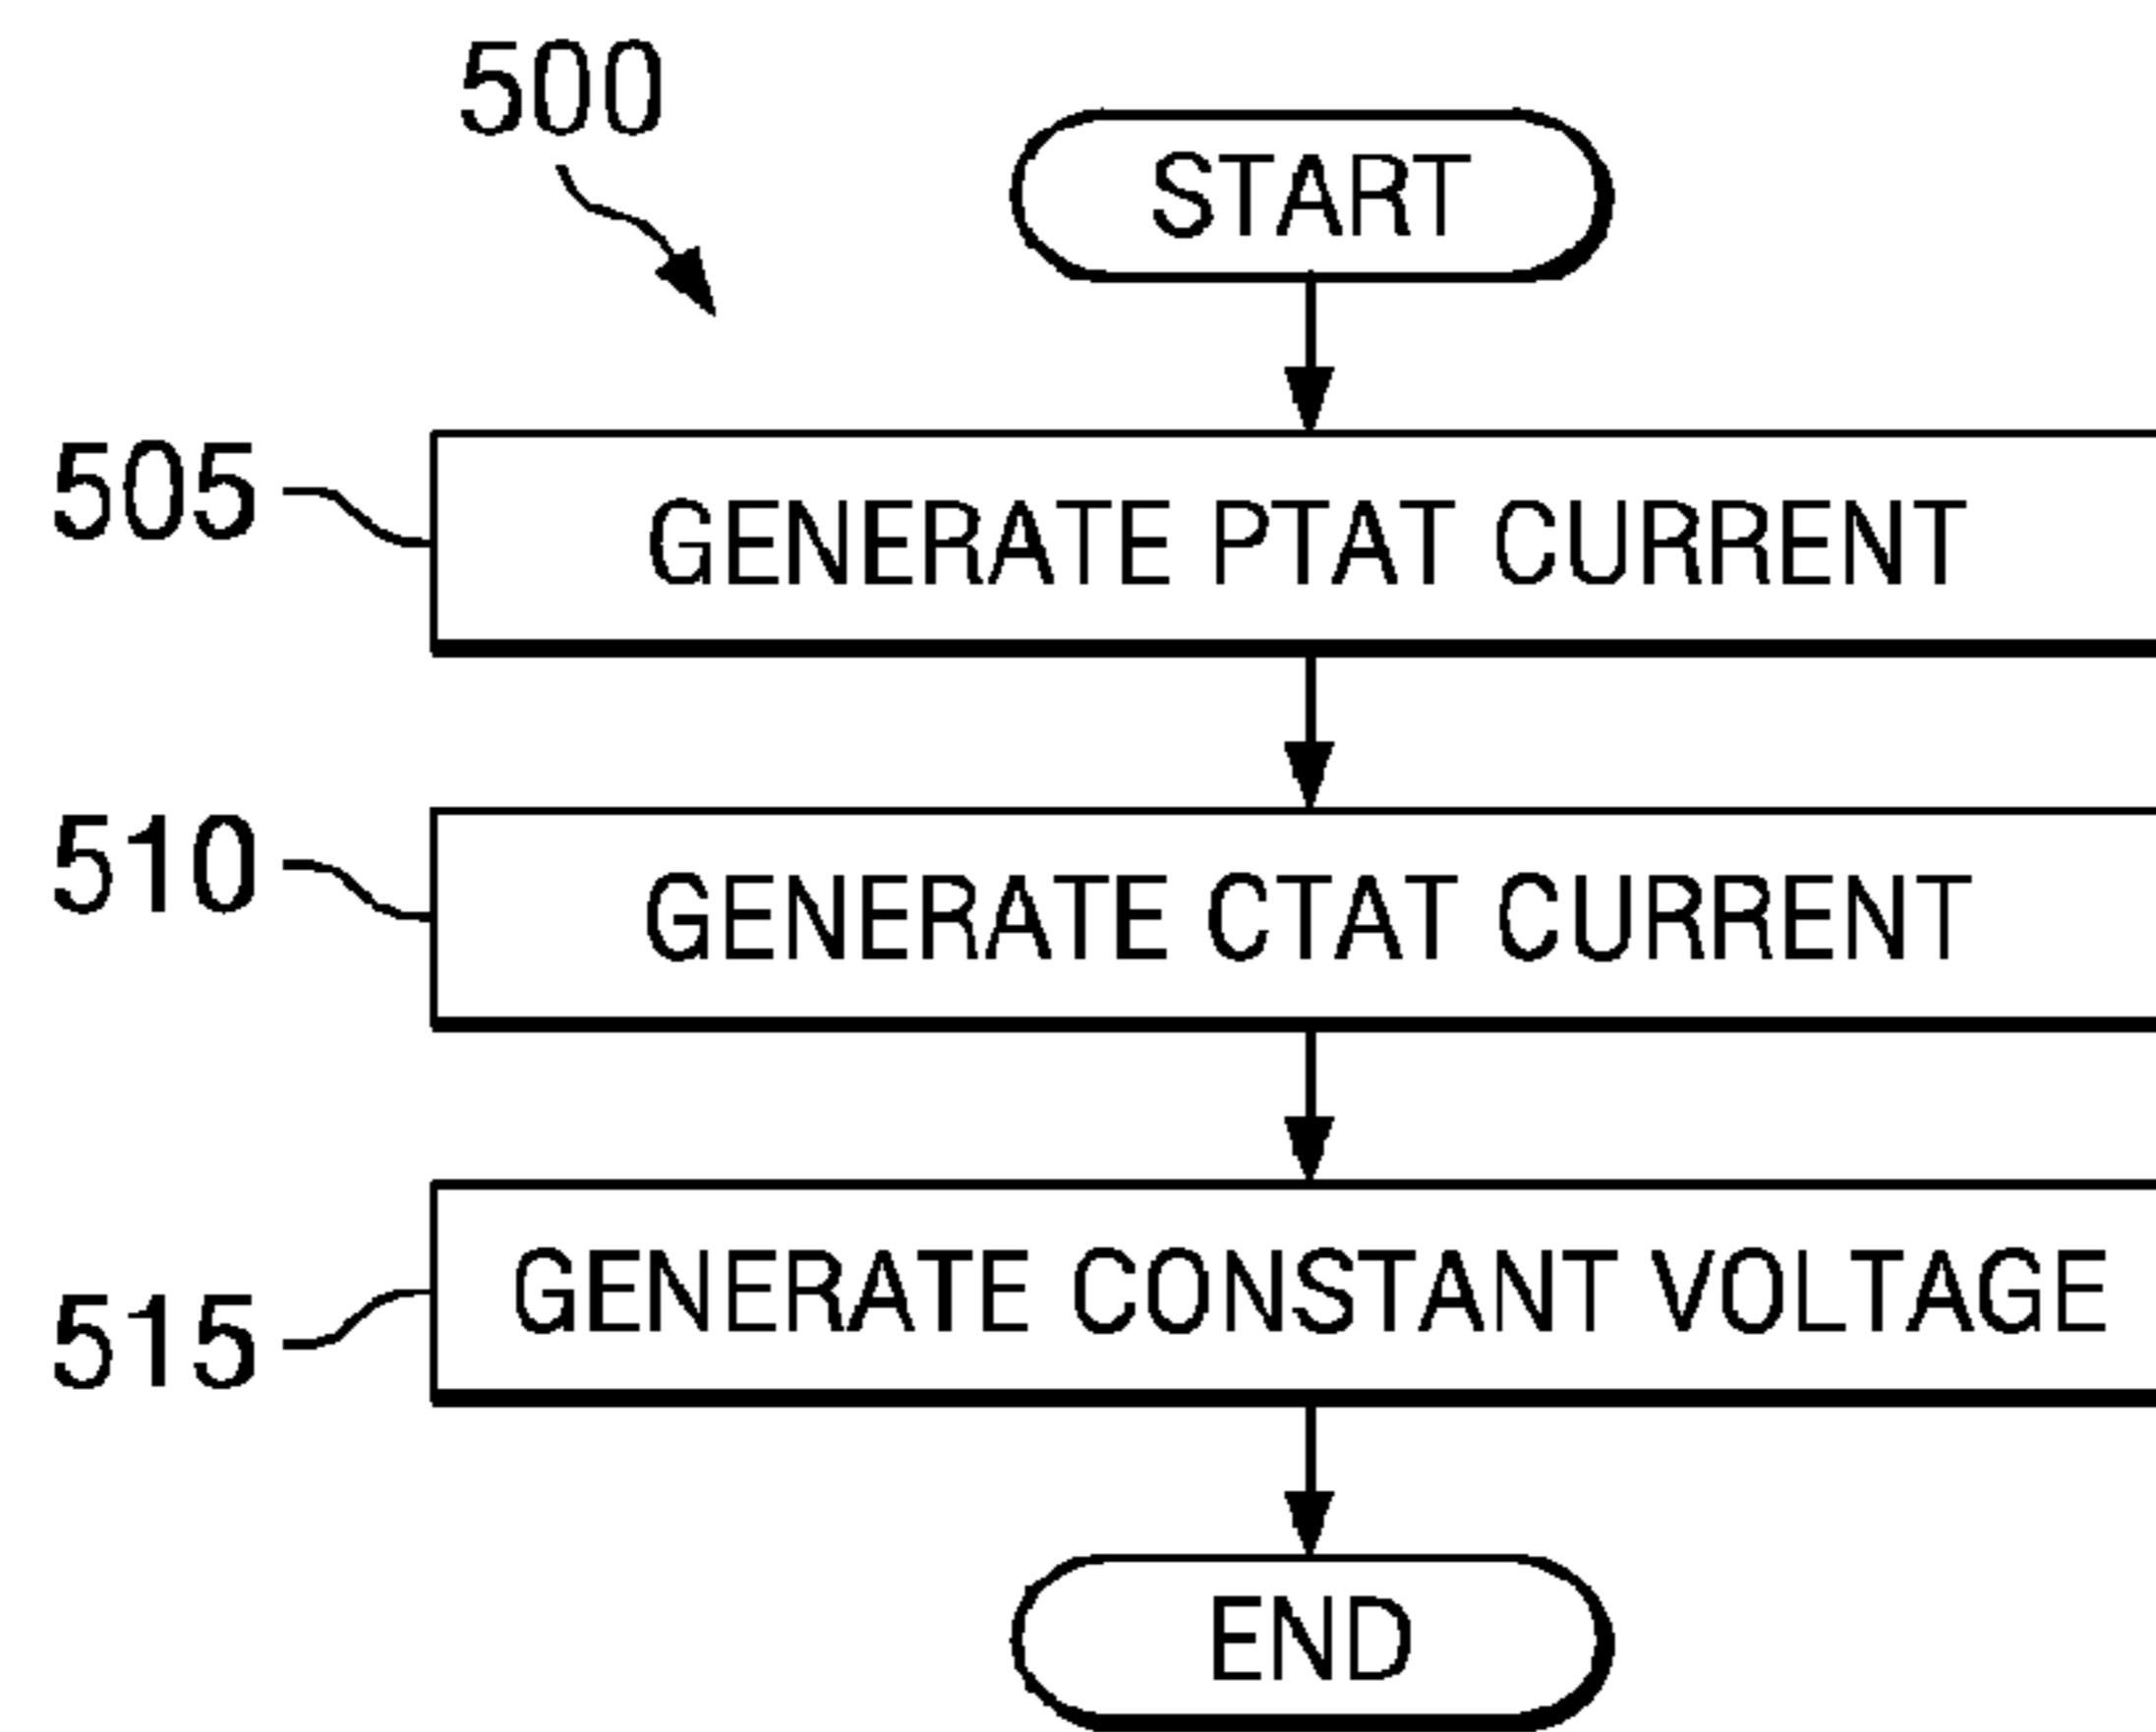 500
START
505
GENERATE PTAT CURRENT
510
GENERATE CTAT CURRENT
GENERATE CONSTANT VOLTAGE
515
END